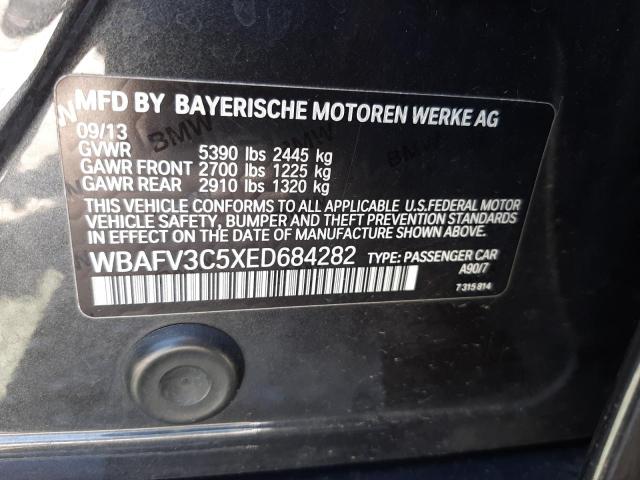 MFD BY BAYERISCHE MOTOREN WERKE AG
09/13
GVWR 5390 lbs 2445 kg
GAWR FRONT 2700 lbs 1225 kg
GAWR REAR 2910 lbs 1320 kg
THIS VEHICLE CONFORMS TO ALL APPLICABLE U.S.FEDERAL MOTOR
VEHICLE SAFETY, BUMPER AND THEFT PREVENTION STANDARDS
IN EFFECT ON THE DATE OF MANUFACTURE SHOWN ABOVE.
WBAFV3C5XED684282 TYPE: PASSENGER CAR
A90/7
7 315 814
BMW
BMW